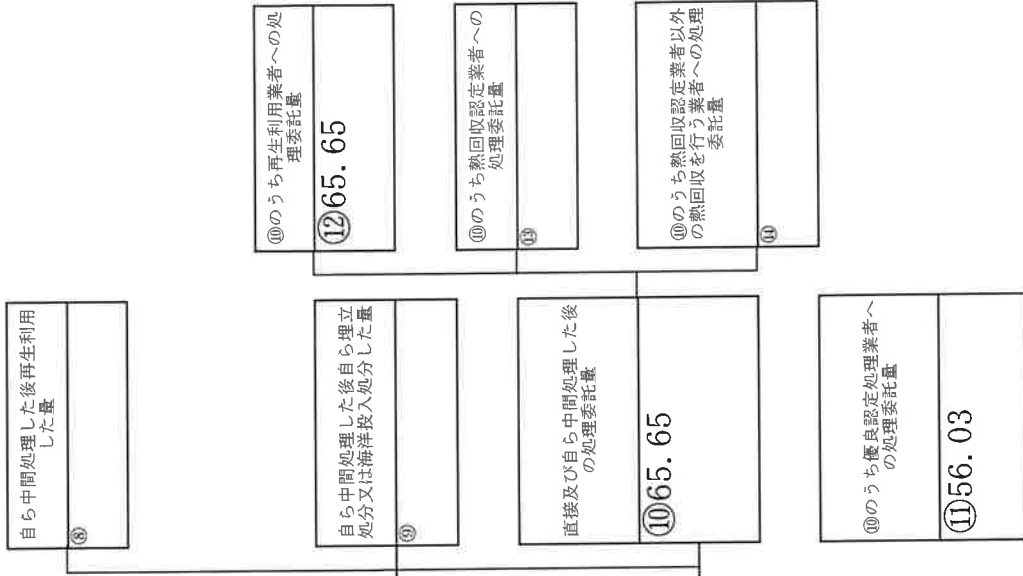 自ら中間処理した後再生利用
した量
⑧
自ら中間処理した後自ら埋立
処分又は海洋投入処分した量
⑨
直接及び自ら中間処理した後
の処理委託量
⑩65.65
⑩のうち優良認定処理業者へ
の処理委託量
⑪56.03
⑩のうち再生利用業者への処
理委託量
⑫65.65
⑩のうち熱回収認定業者への
処理委託量
⑬
⑩のうち熱回収認定業者以外
の熱回収を行う業者への処理
委託量
⑭